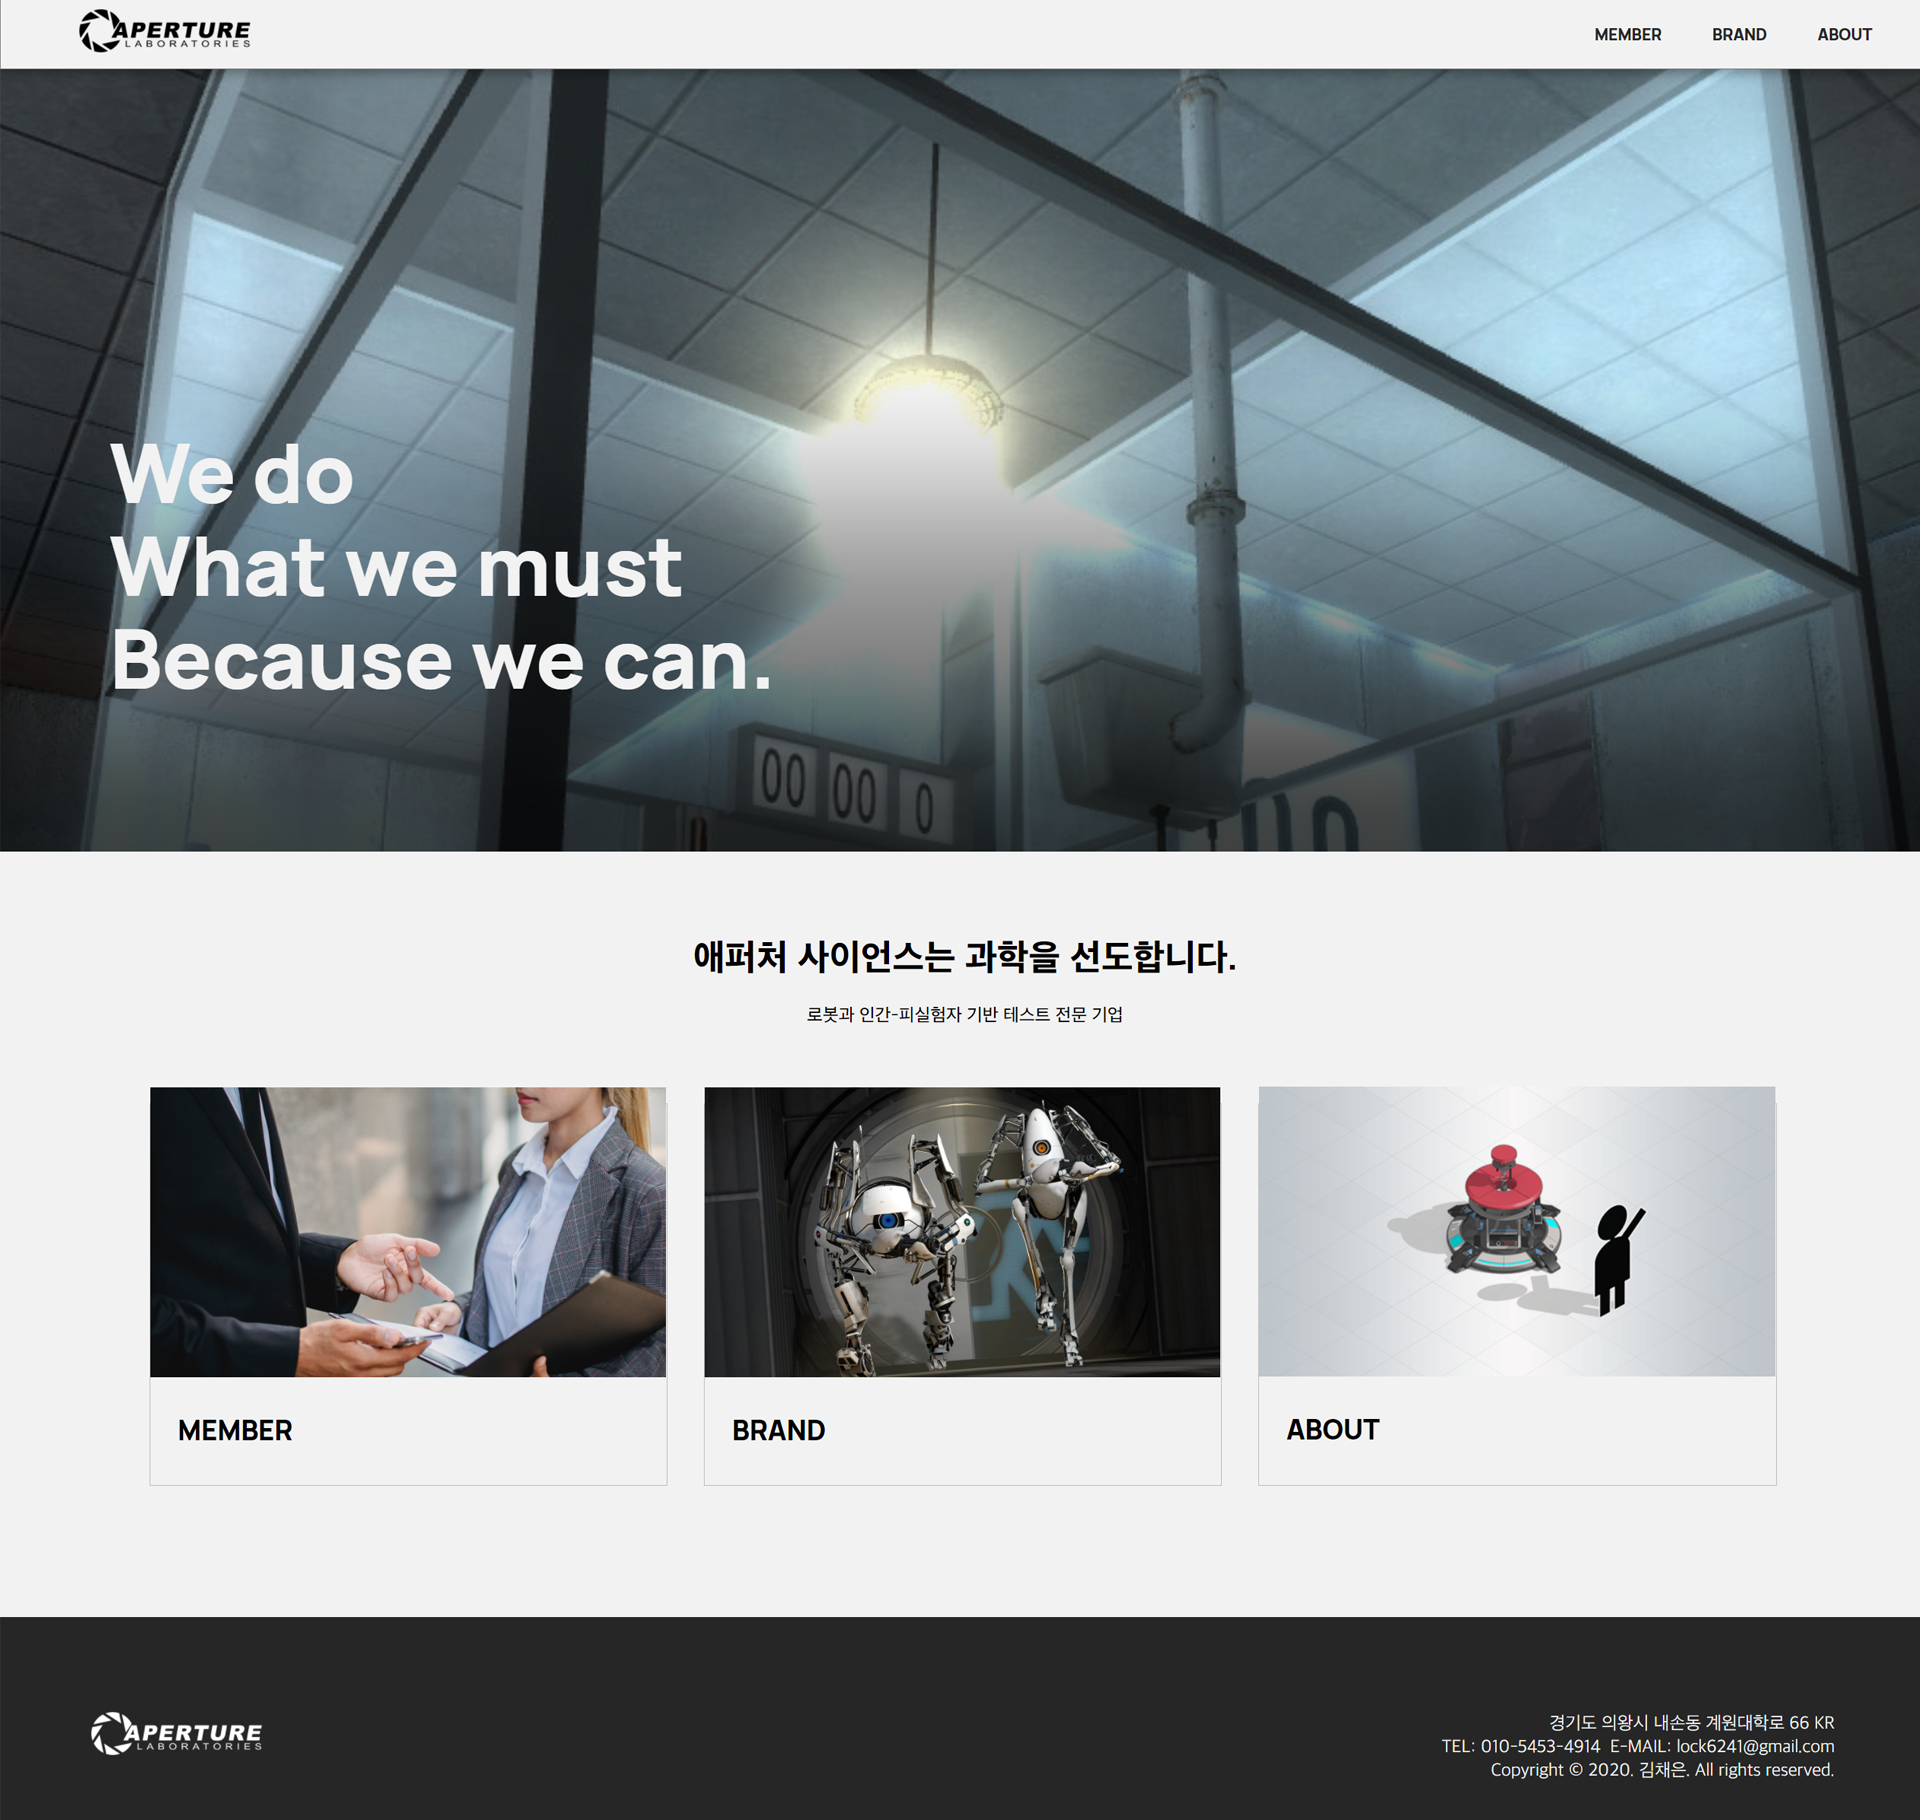 APERTURE
LABORATORIES
MEMBER
BRAND
ABOUT
We do
What we must
Because we can.
00 00 0
애퍼처 사이언스는 과학을 선도합니다.
로봇과 인간-피실험자 기반 테스트 전문 기업
MEMBER
BRAND
ABOUT
APERTURE
LABORATORIES
경기도 의왕시 내손동 계원대학로 66 KR
TEL: 010-5453-4914 E-MAIL: lock6241@gmail.com
Copyright © 2020. 김채은. All rights reserved.